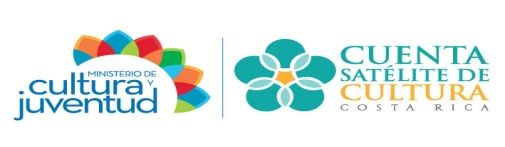 MINISTERIO DE
cultura y
juventud
CUENTA
SATÉLITE DE
CULTURA
COSTA RICA